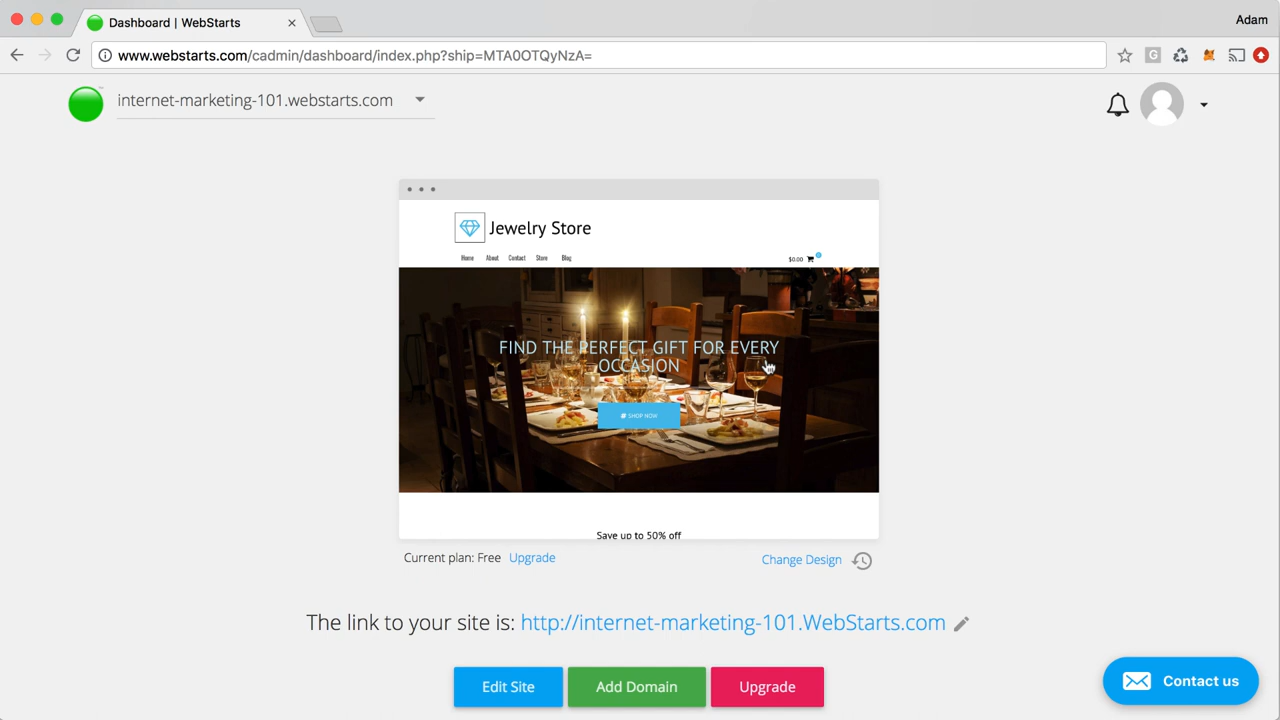 Dashboard | WebStarts
Adam
www.webstarts.com/cadmin/dashboard/index.php?ship=MTA0OTQyNzA=
G
internet-marketing-101.webstarts.com
Jewelry Store
Home About Contact Store Blog
$0.00
FIND THE PERFECT GIFT FOR EVERY
OCCASION
SHOP NOW
Save up to 50% off
Current plan: Free Upgrade
Change Design
The link to your site is: http://internet-marketing-101.WebStarts.com
Edit Site
Add Domain
Upgrade
Contact us